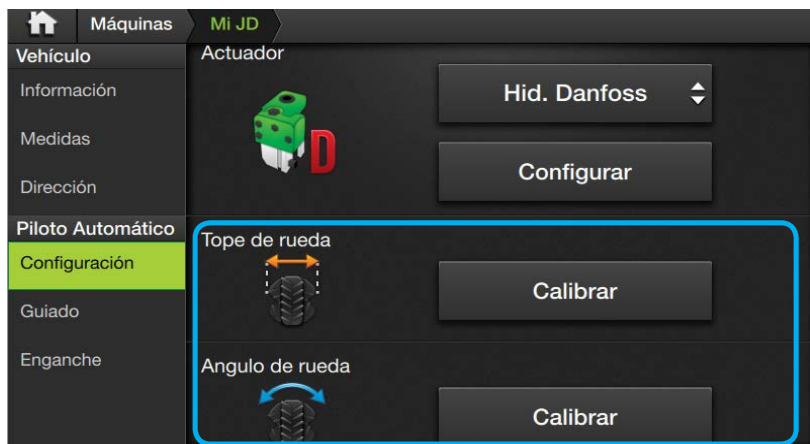 Máquinas
Mi JD
Vehículo
Información
Medidas
Dirección
Piloto Automático
Configuración
Guiado
Enganche
Actuador
D
Hid. Danfoss
Configurar
Tope de rueda
Calibrar
Angulo de rueda
Calibrar